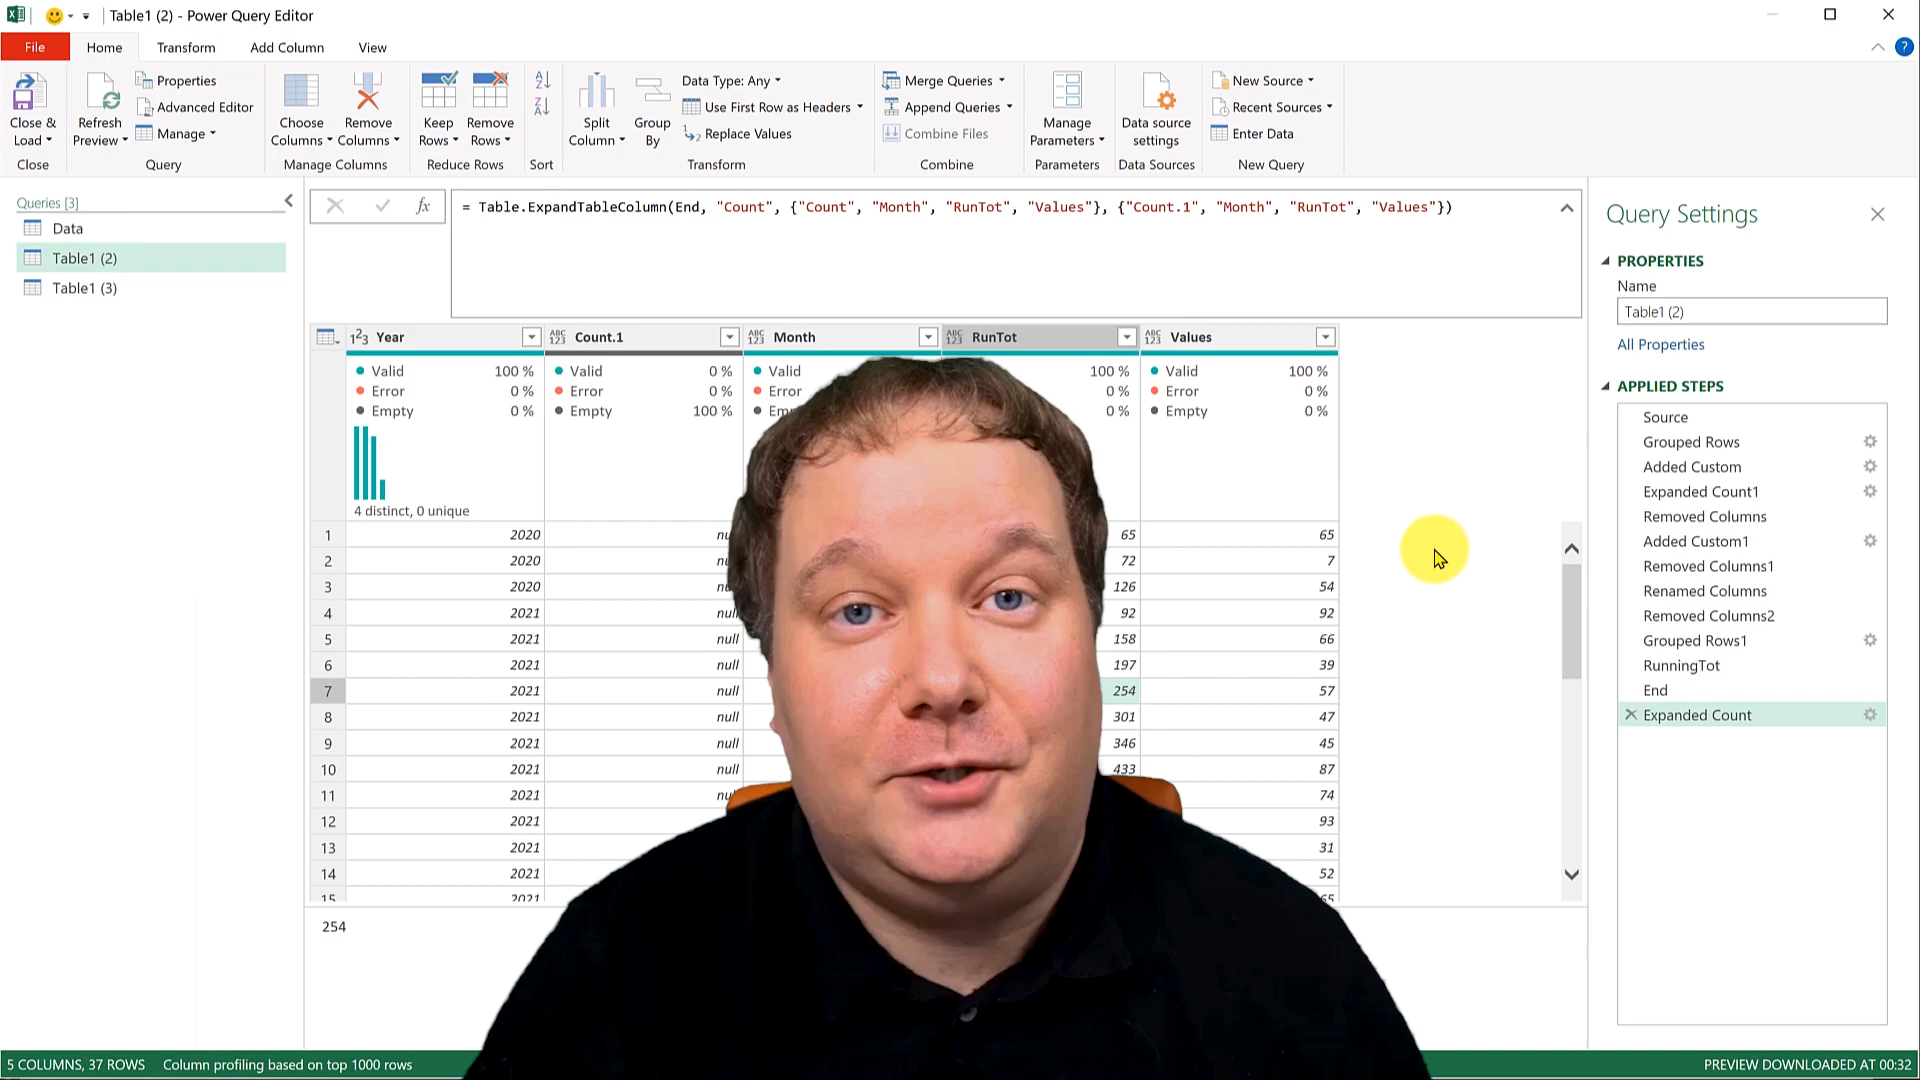 Table1 (2) - Power Query Editor
File Home Transform Add Column View
Close & Load
Close
Refresh Preview
Properties
Advanced Editor
Manage
Query
Choose Columns
Remove Columns
Manage Columns
Keep Rows
Remove Rows
Reduce Rows
Sort
Split Column
Group By
Data Type: Any
Use First Row as Headers
Replace Values
Transform
Merge Queries
Append Queries
Combine Files
Combine
Manage Parameters
Parameters
Data source settings
Data Sources
New Source
Recent Sources
Enter Data
New Query
Queries [3]
Data
Table1 (2)
Table1 (3)
fx
= Table.ExpandTableColumn(End, "Count", {"Count", "Month", "RunTot", "Values"}, {"Count.1", "Month", "RunTot", "Values"})
1²3 Year ABC 123 Count.1 ABC 123 Month ABC 123 RunTot ABC 123 Values
Valid 100 % Valid 0 % Valid 100 % Valid 100 %
Error 0 % Error 0 % Error 0 % Error 0 %
Empty 0 % Empty 100 % 0 % Empty 0 %
4 distinct, 0 unique
1 2020 65 65
2 2020 72 7
3 2020 126 54
4 2021 null 92 92
5 2021 null 158 66
6 2021 null 197 39
7 2021 null 254 57
8 2021 null 301 47
9 2021 null 346 45
10 2021 null 433 87
11 2021 74
12 2021 93
13 2021 31
14 2021 52
15 2021
254
Query Settings
PROPERTIES
Name
Table1 (2)
All Properties
APPLIED STEPS
Source
Grouped Rows
Added Custom
Expanded Count1
Removed Columns
Added Custom1
Removed Columns1
Renamed Columns
Removed Columns2
Grouped Rows1
RunningTot
End
Expanded Count
5 COLUMNS, 37 ROWS Column profiling based on top 1000 rows PREVIEW DOWNLOADED AT 00:32